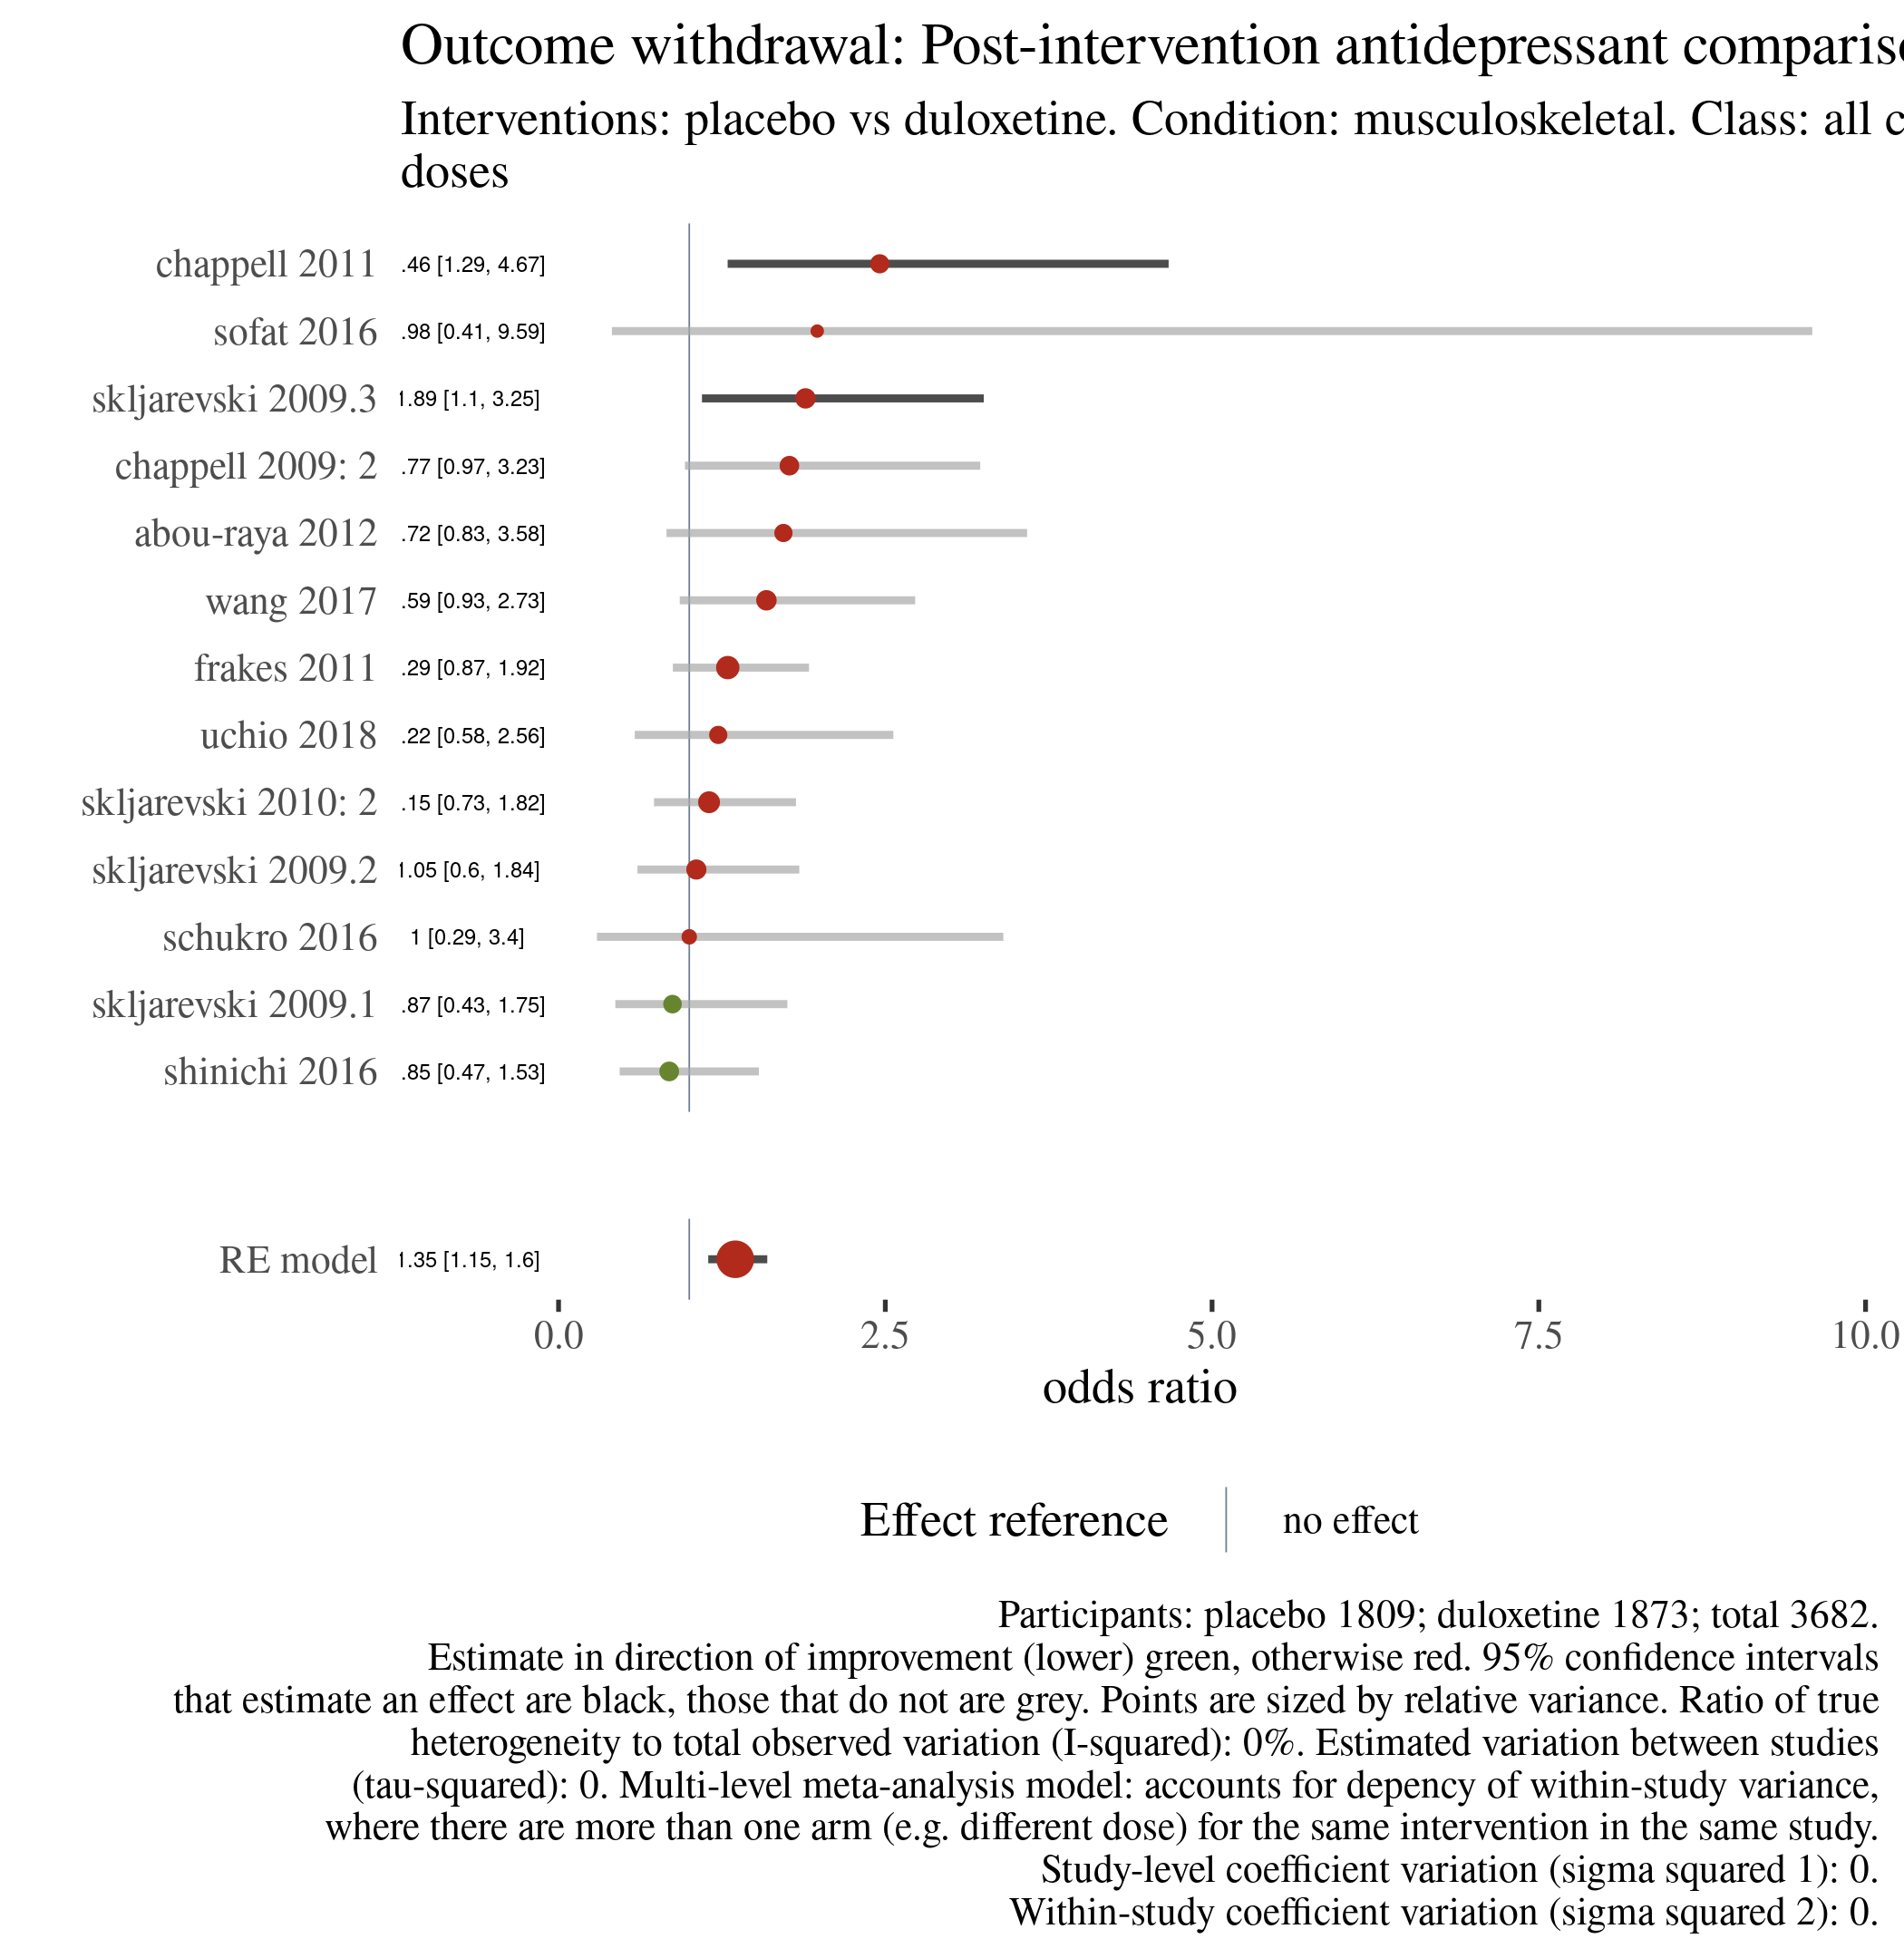 Outcome withdrawal: Post-intervention antidepressant
Interventions: placebo vs duloxetine. Condition: musculoskeletal. Class: all
doses
chappell 2011 .46 [1.29, 4.67]
sofat 2016 .98 [0.41, 9.59]
skljarevski 2009.3 1.89 [1.1, 3.25]
chappell 2009: 2 .77 [0.97, 3.23]
abou-raya 2012 .72 [0.83, 3.58]
wang 2017 .59 [0.93, 2.73]
frakes 2011 .29 [0.87, 1.92]
uchio 2018 .22 [0.58, 2.56]
skljarevski 2010: 2 .15 [0.73, 1.82]
skljarevski 2009.2 1.05 [0.6, 1.84]
schukro 2016 1 [0.29, 3.4]
skljarevski 2009.1 .87 [0.43, 1.75]
shinichi 2016 .85 [0.47, 1.53]
RE model 1.35 [1.15, 1.6]
0.0 2.5 5.0 7.5 10.0
odds ratio
Effect reference no effect
Participants: placebo 1809; duloxetine 1873; total 3682.
Estimate in direction of improvement (lower) green, otherwise red. 95% confidence intervals
that estimate an effect are black, those that do not are grey. Points are sized by relative variance. Ratio of true
heterogeneity to total observed variation (I-squared): 0%. Estimated variation between studies
(tau-squared): 0. Multi-level meta-analysis model: accounts for depency of within-study variance,
where there are more than one arm (e.g. different dose) for the same intervention in the same study.
Study-level coefficient variation (sigma squared 1): 0.
Within-study coefficient variation (sigma squared 2): 0.